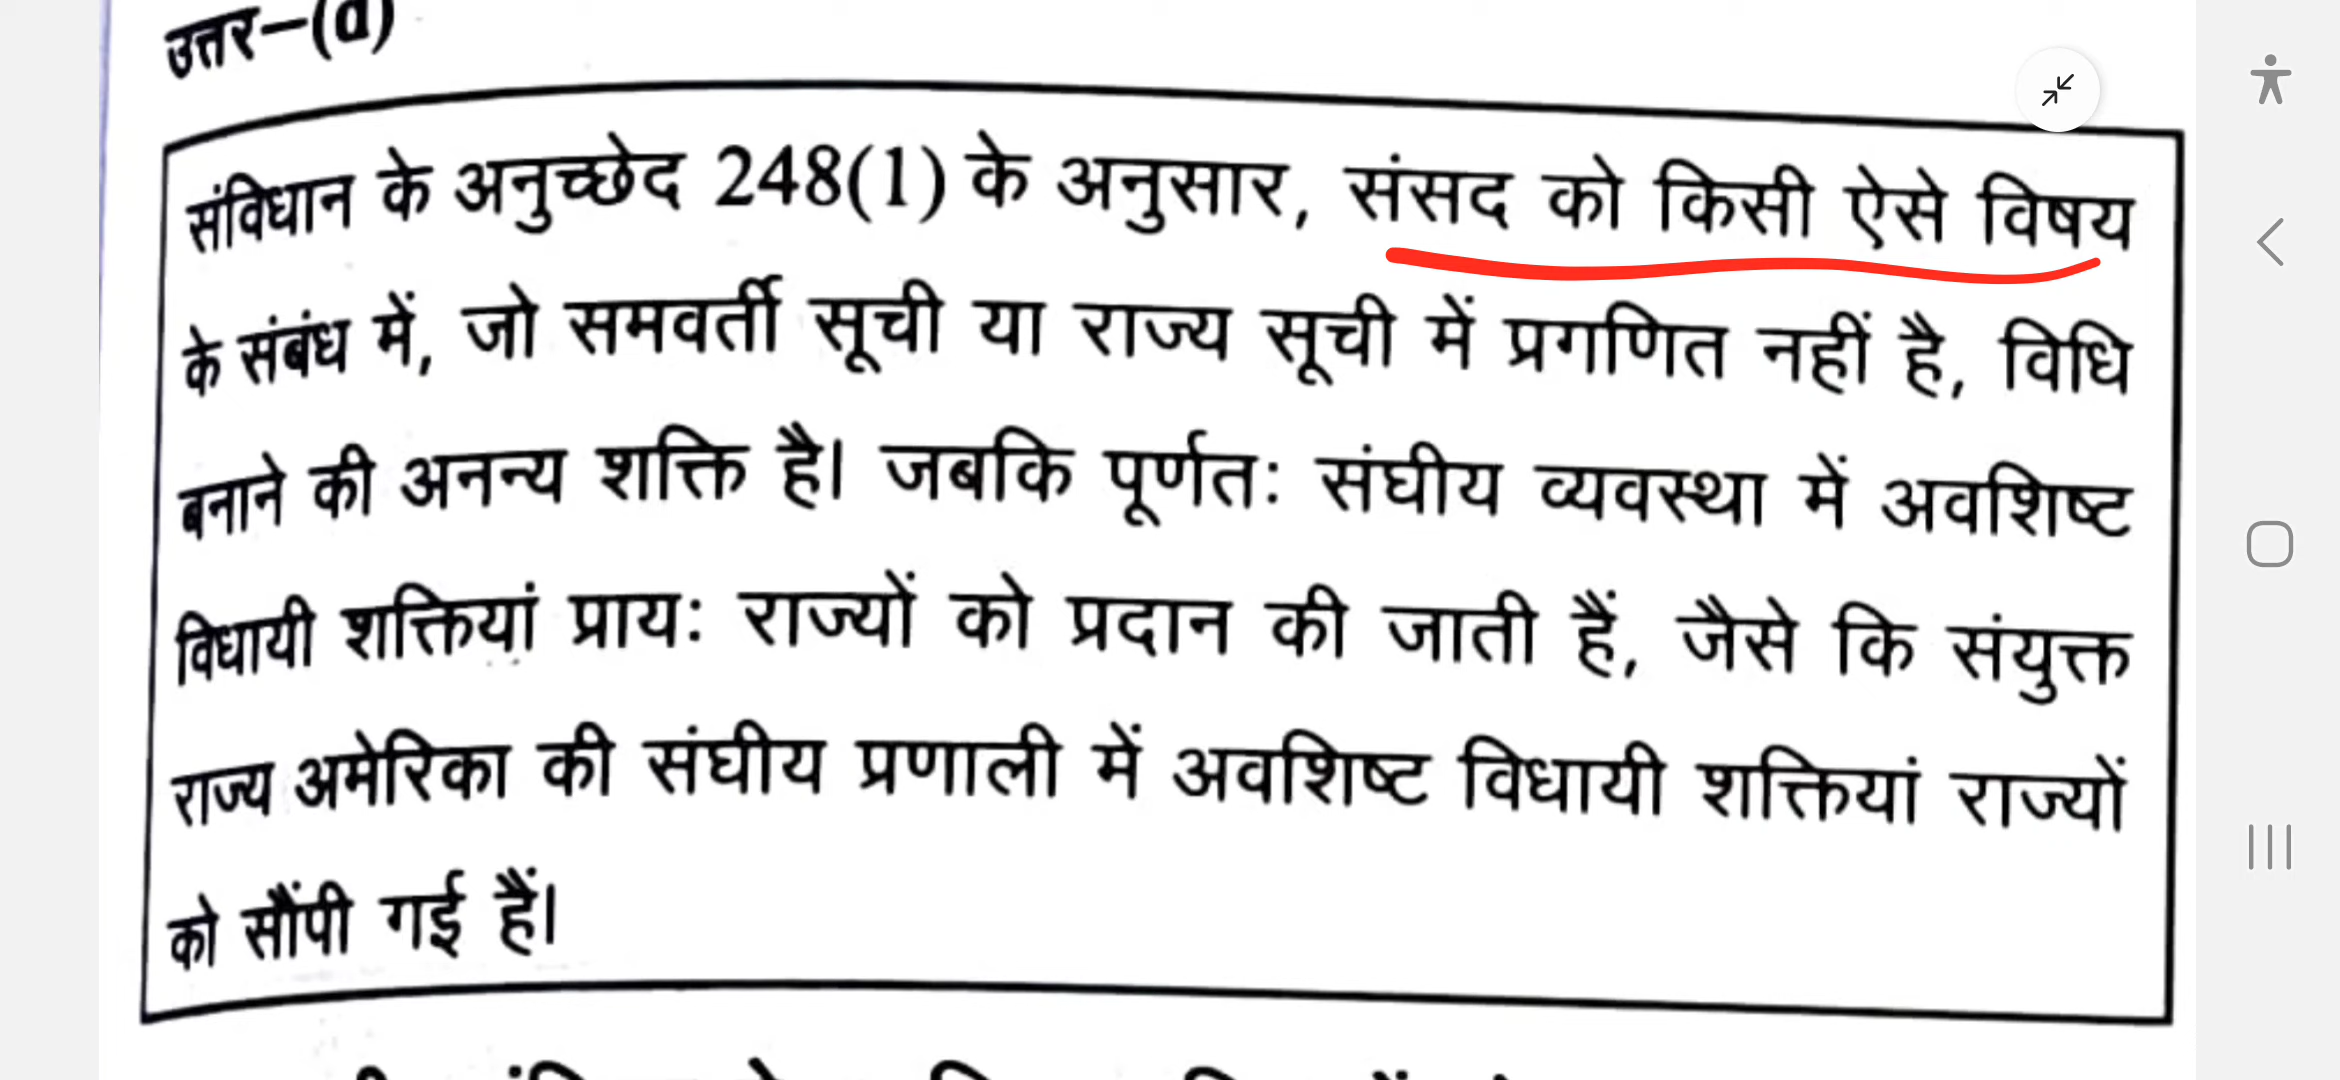 उत्तर—(d)
संविधान के अनुच्छेद 248(1) के अनुसार, संसद को किसी ऐसे विषय
के संबंध में, जो समवर्ती सूची या राज्य सूची में प्रगणित नहीं है, विधि
बनाने की अनन्य शक्ति है। जबकि पूर्णतः संघीय व्यवस्था में अवशिष्ट
विधायी शक्तियां प्रायः राज्यों को प्रदान की जाती हैं, जैसे कि संयुक्त
राज्य अमेरिका की संघीय प्रणाली में अवशिष्ट विधायी शक्तियां राज्यों
को सौंपी गई हैं।